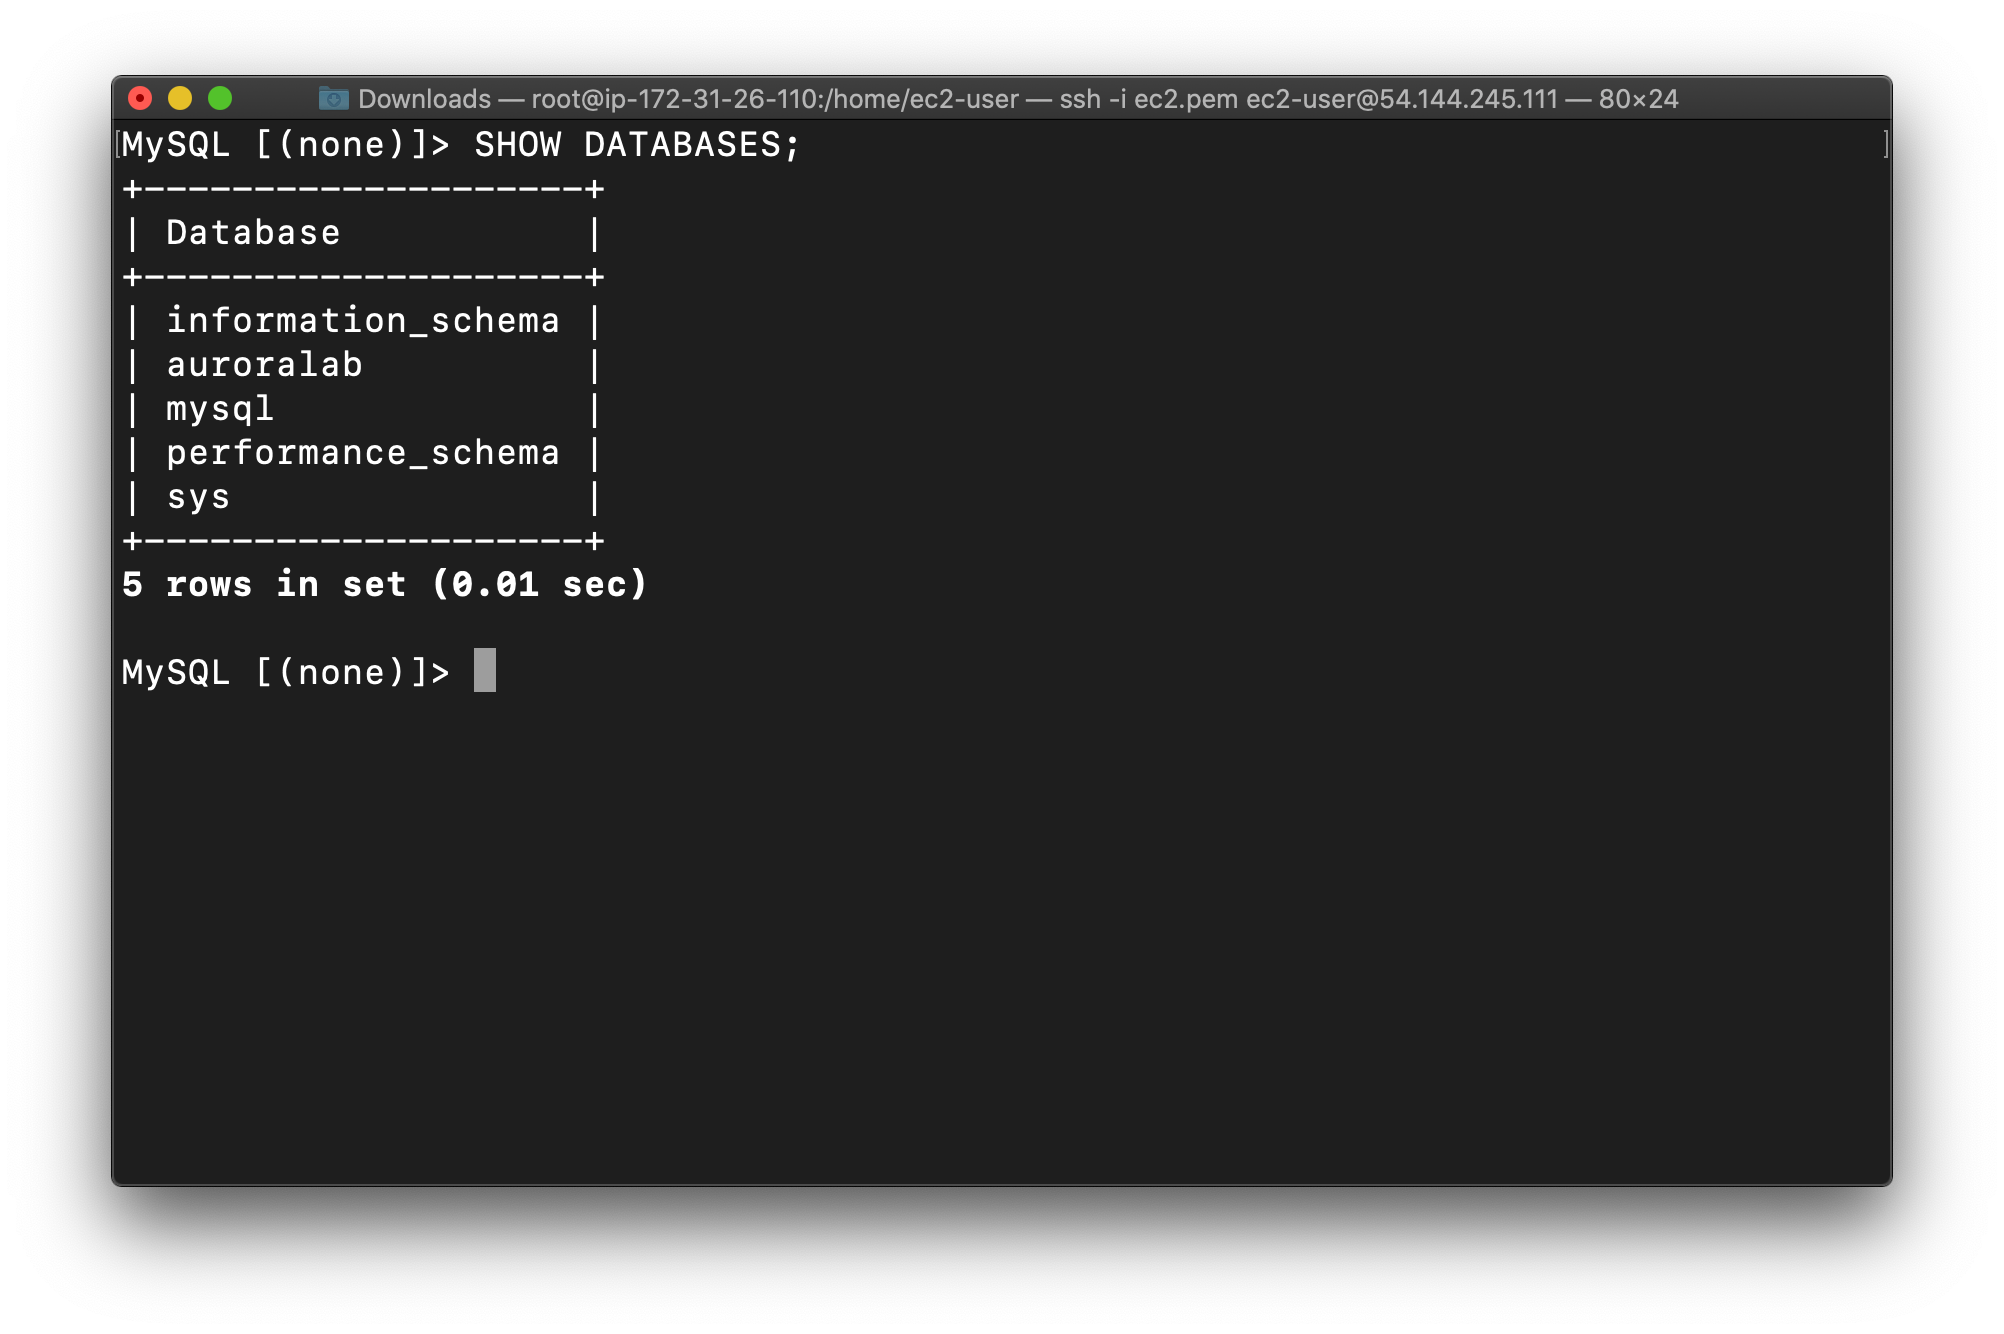 Downloads — root@ip-172-31-26-110:/home/ec2-user — ssh -i ec2.pem ec2-user@54.144.245.111 — 80×24
[MySQL [(none)]> SHOW DATABASES; ]
+--------------------+
| Database           |
+--------------------+
| information_schema |
| auroralab          |
| mysql              |
| performance_schema |
| sys                |
+--------------------+
5 rows in set (0.01 sec)
MySQL [(none)]>